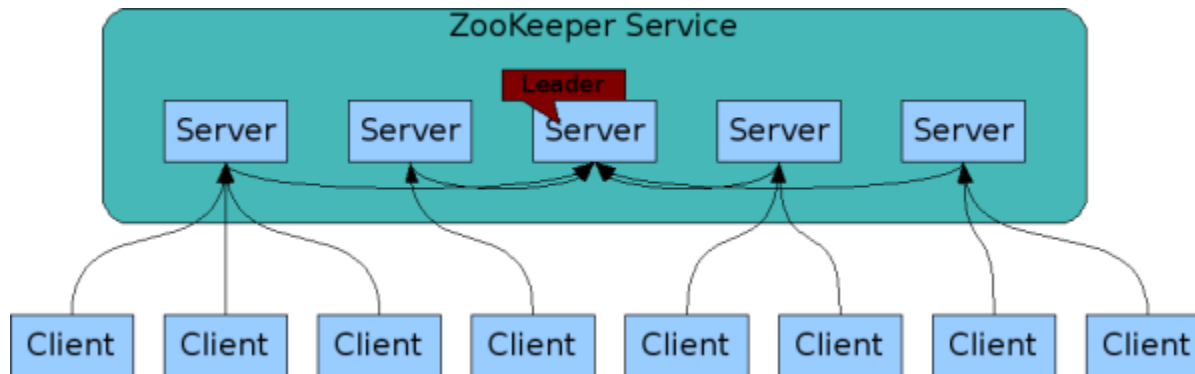 ZooKeeper Service
Leader
Server Server Server Server Server
Client Client Client Client Client Client Client Client